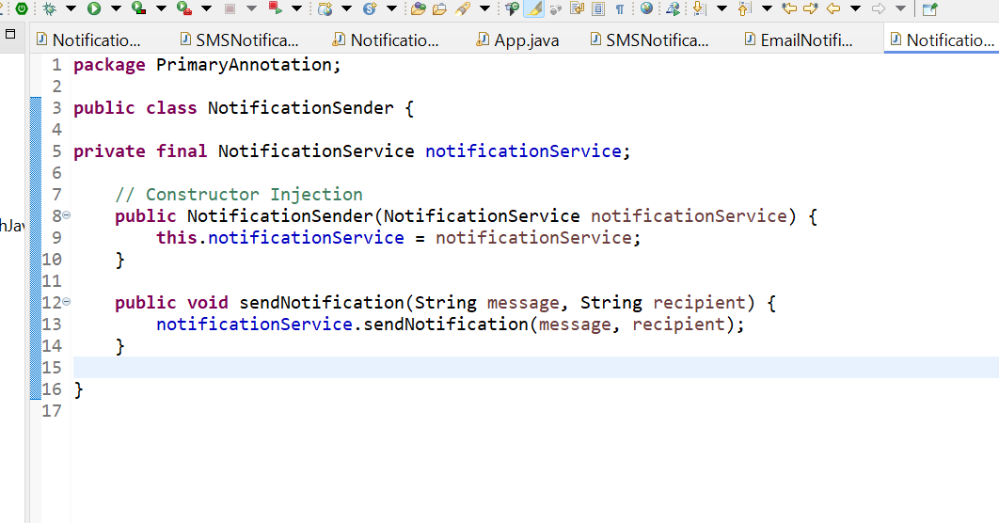 Notificatio...
SMSNotifica...
Notificatio...
App.java
SMSNotifica...
EmailNotifi...
Notificatio...
1 package PrimaryAnnotation;
2
3 public class NotificationSender {
4
5 private final NotificationService notificationService;
6
7     // Constructor Injection
8     public NotificationSender(NotificationService notificationService) {
9         this.notificationService = notificationService;
10     }
11
12     public void sendNotification(String message, String recipient) {
13         notificationService.sendNotification(message, recipient);
14     }
15
16 }
17